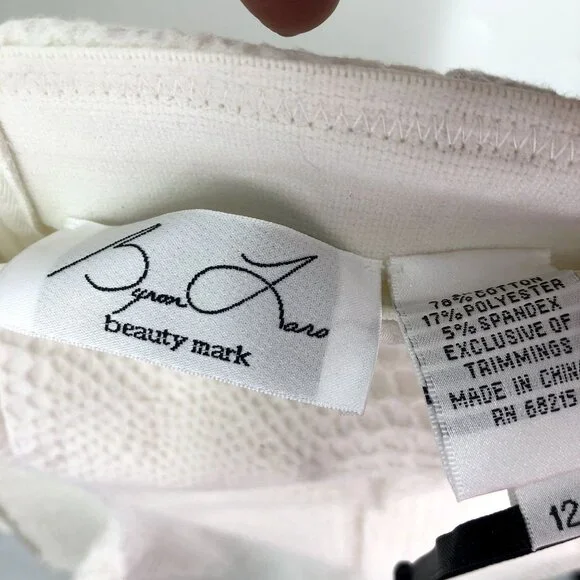 Byron Lars
beauty mark
78% COTTON
17% POLYESTER
5% SPANDEX
EXCLUSIVE OF
TRIMMINGS
MADE IN CHINA
RN 68215
12